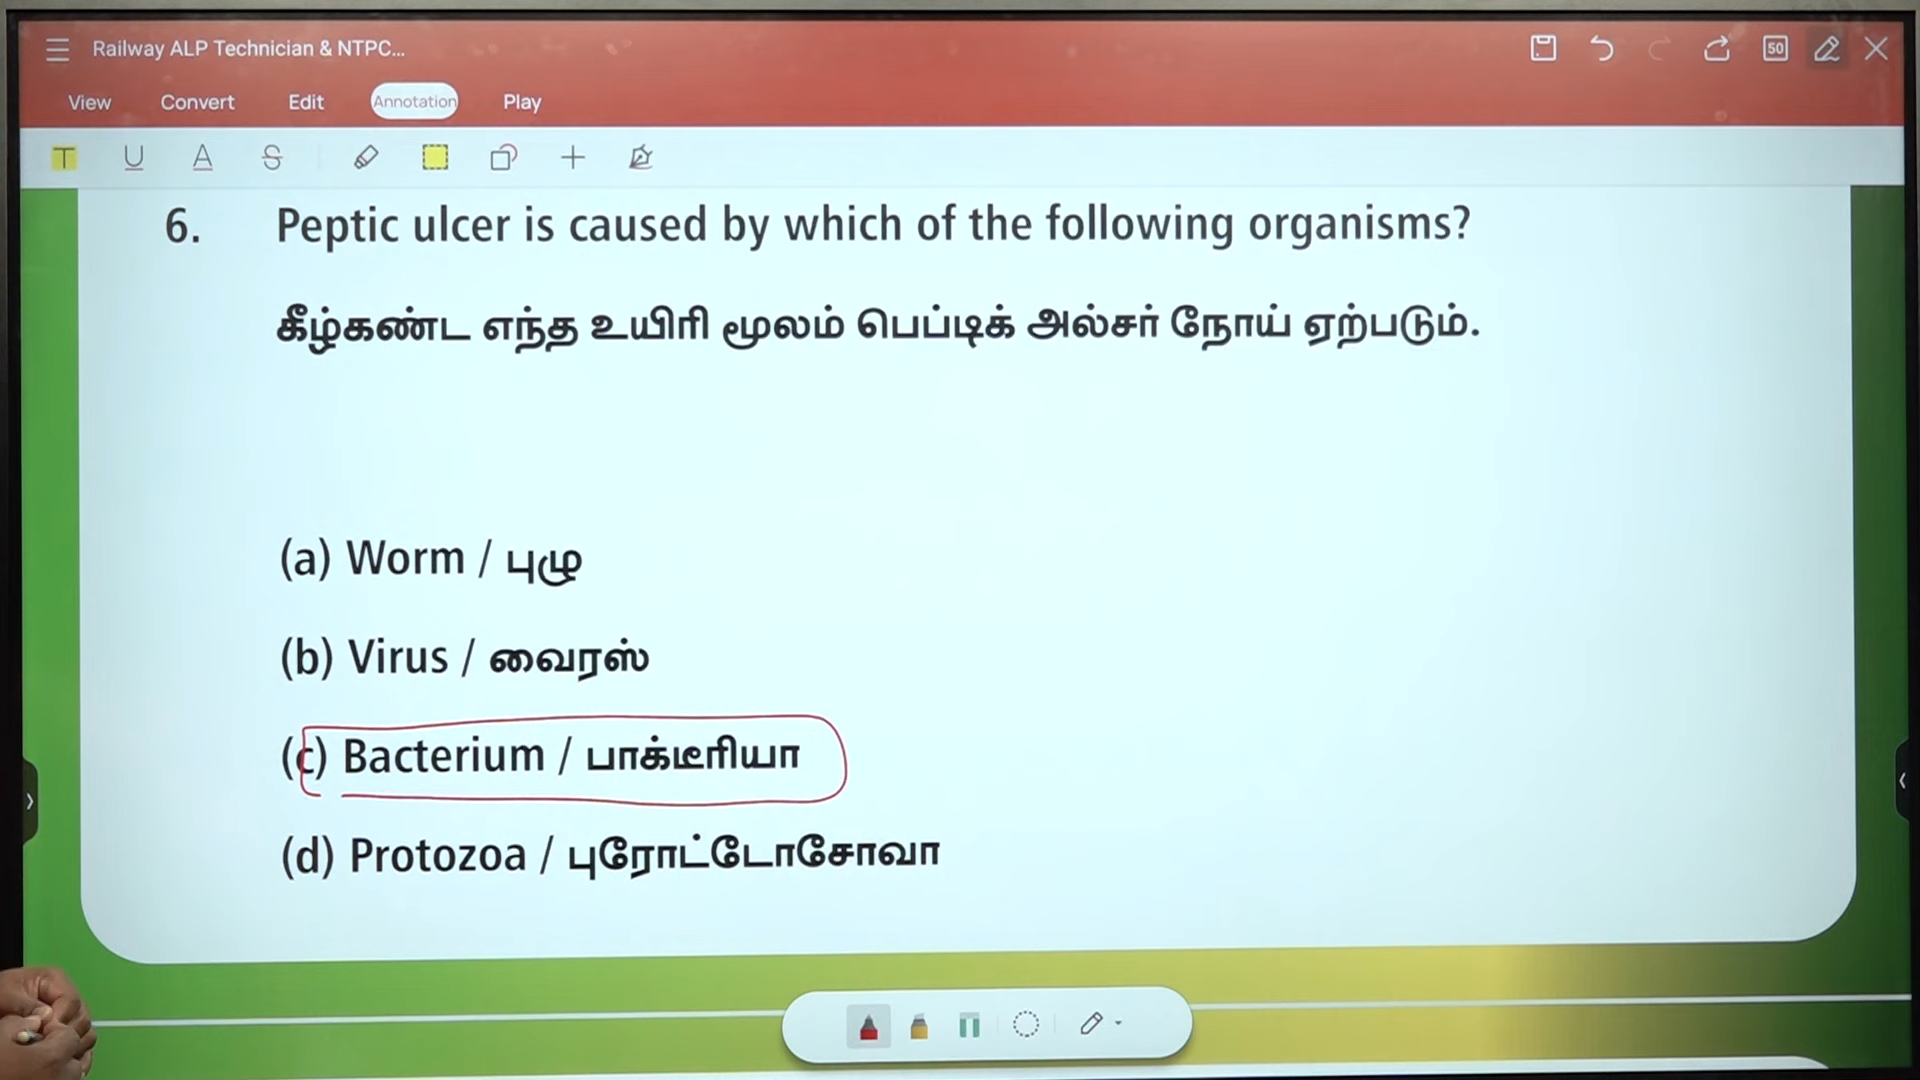 Railway ALP Technician & NTPC...
50
View Convert Edit Annotation Play
T U A S
6. Peptic ulcer is caused by which of the following organisms?
கீழ்கண்ட எந்த உயிரி மூலம் பெப்டிக் அல்சர் நோய் ஏற்படும்.
(a) Worm / புழு
(b) Virus / வைரஸ்
(c) Bacterium / பாக்டீரியா
(d) Protozoa / புரோட்டோசோவா